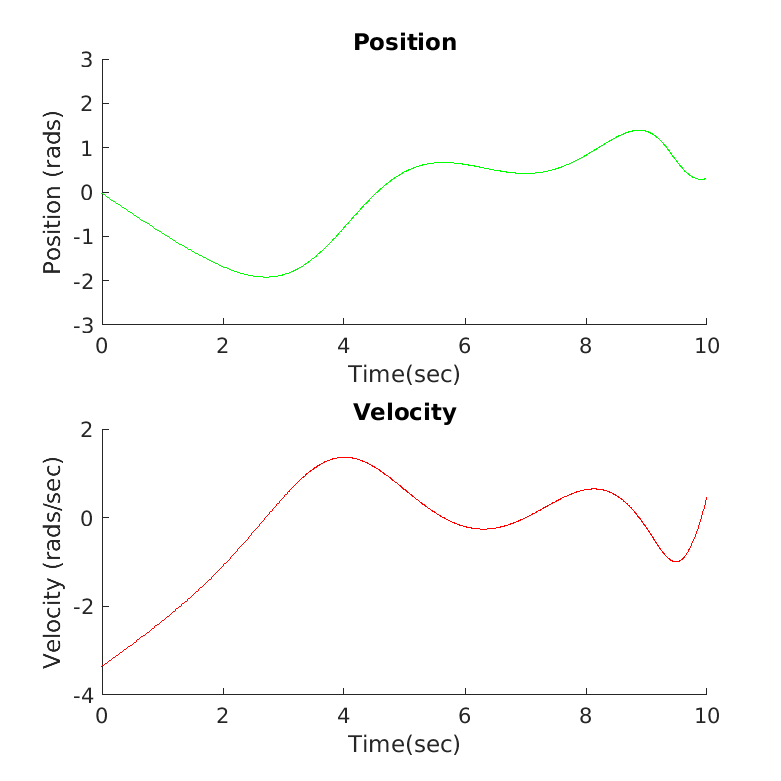 Position
3
2
1
0
-1
-2
-3
Position (rads)
0 2 4 6 8 10
Time(sec)
Velocity
2
0
-2
-4
Velocity (rads/sec)
0 2 4 6 8 10
Time(sec)